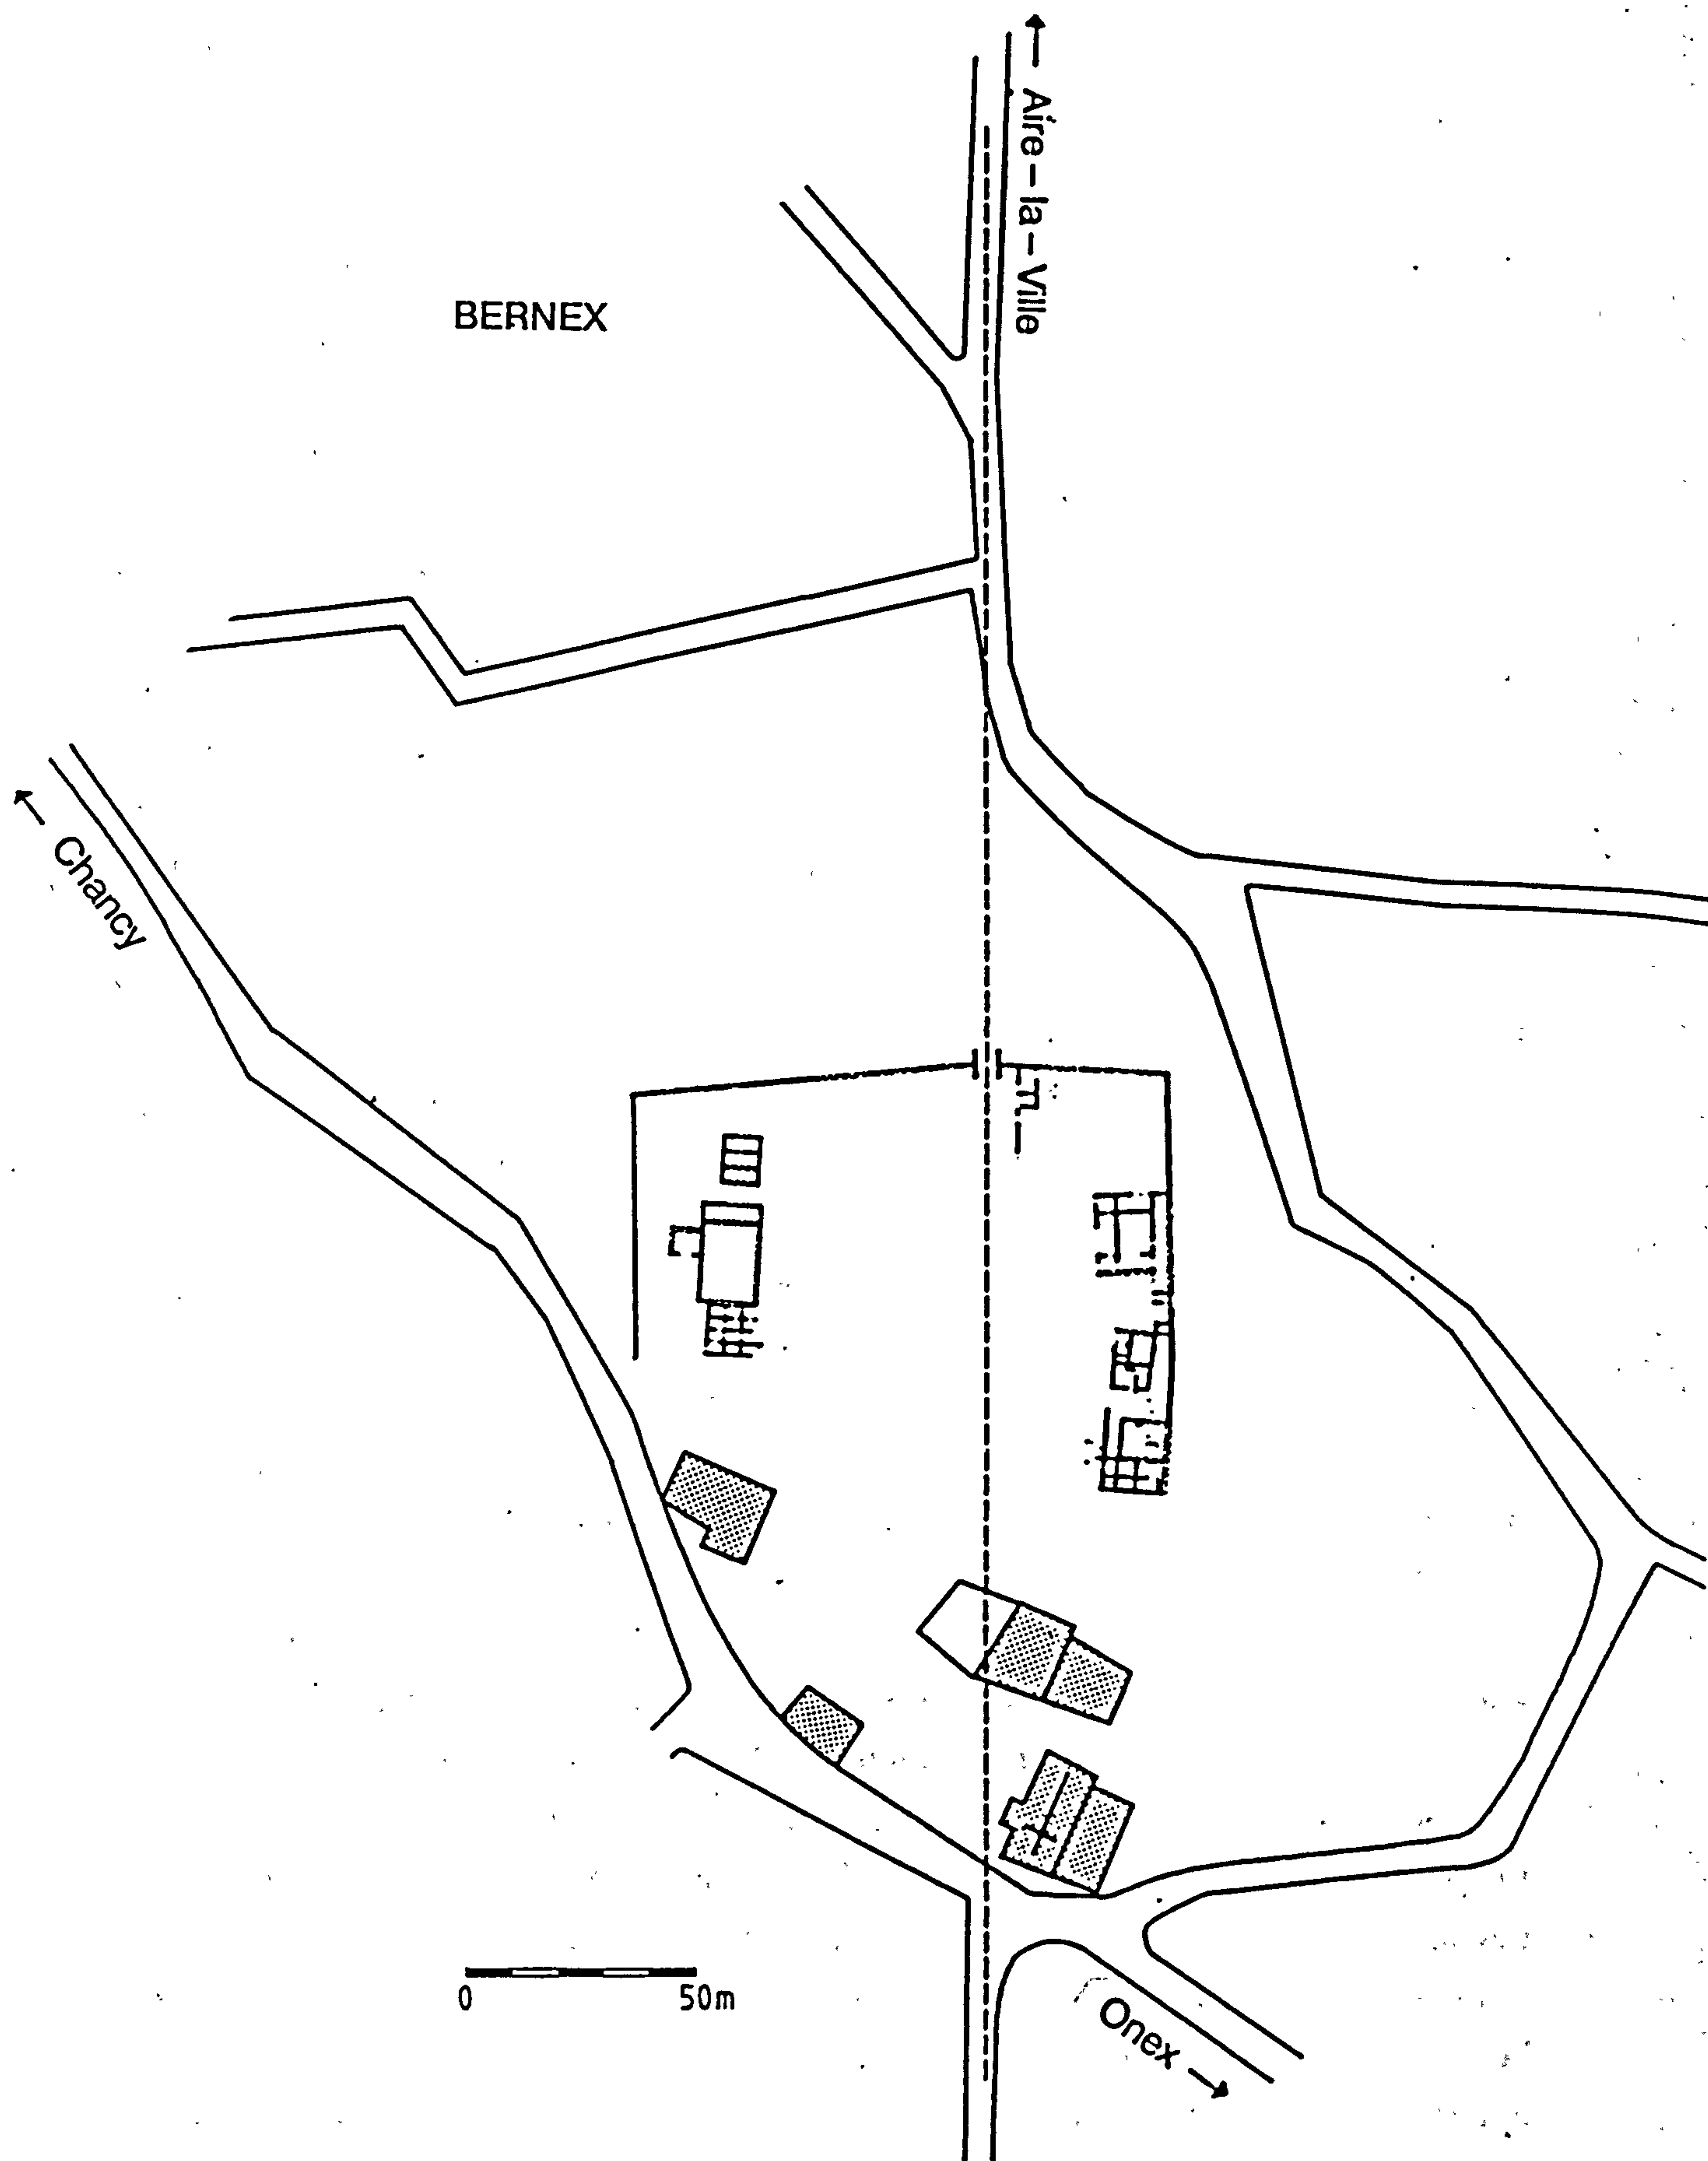 ← Aire-la-Ville
BERNEX
← Chancy
0 50m
Onex →